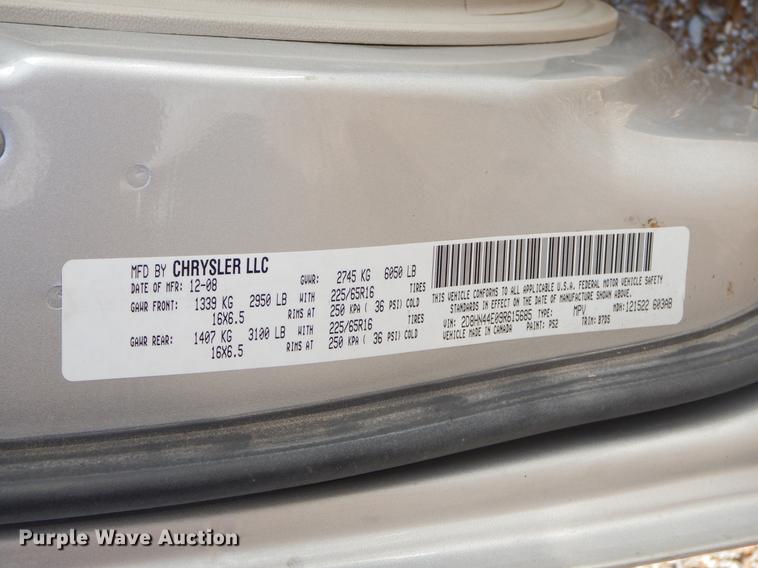 MFD BY CHRYSLER LLC
DATE OF MFR: 12-08 GVWR: 2745 KG 6050 LB
GAWR FRONT: 1339 KG 2950 LB WITH 225/65R16 TIRES
16X6.5 RIMS AT 250 KPA ( 36 PSI) COLD
GAWR REAR: 1407 KG 3100 LB WITH 225/65R16 TIRES
16X6.5 RIMS AT 250 KPA ( 36 PSI) COLD
THIS VEHICLE CONFORMS TO ALL APPLICABLE U.S.A. FEDERAL MOTOR VEHICLE SAFETY
STANDARDS IN EFFECT ON THE DATE OF MANUFACTURE SHOWN ABOVE.
VIN: 2D8HN44E09R615685 TYPE: MPV MDH: 121522 603AB
VEHICLE MADE IN CANADA PAINT: PS2 TRIM: B7D5
Purple Wave Auction